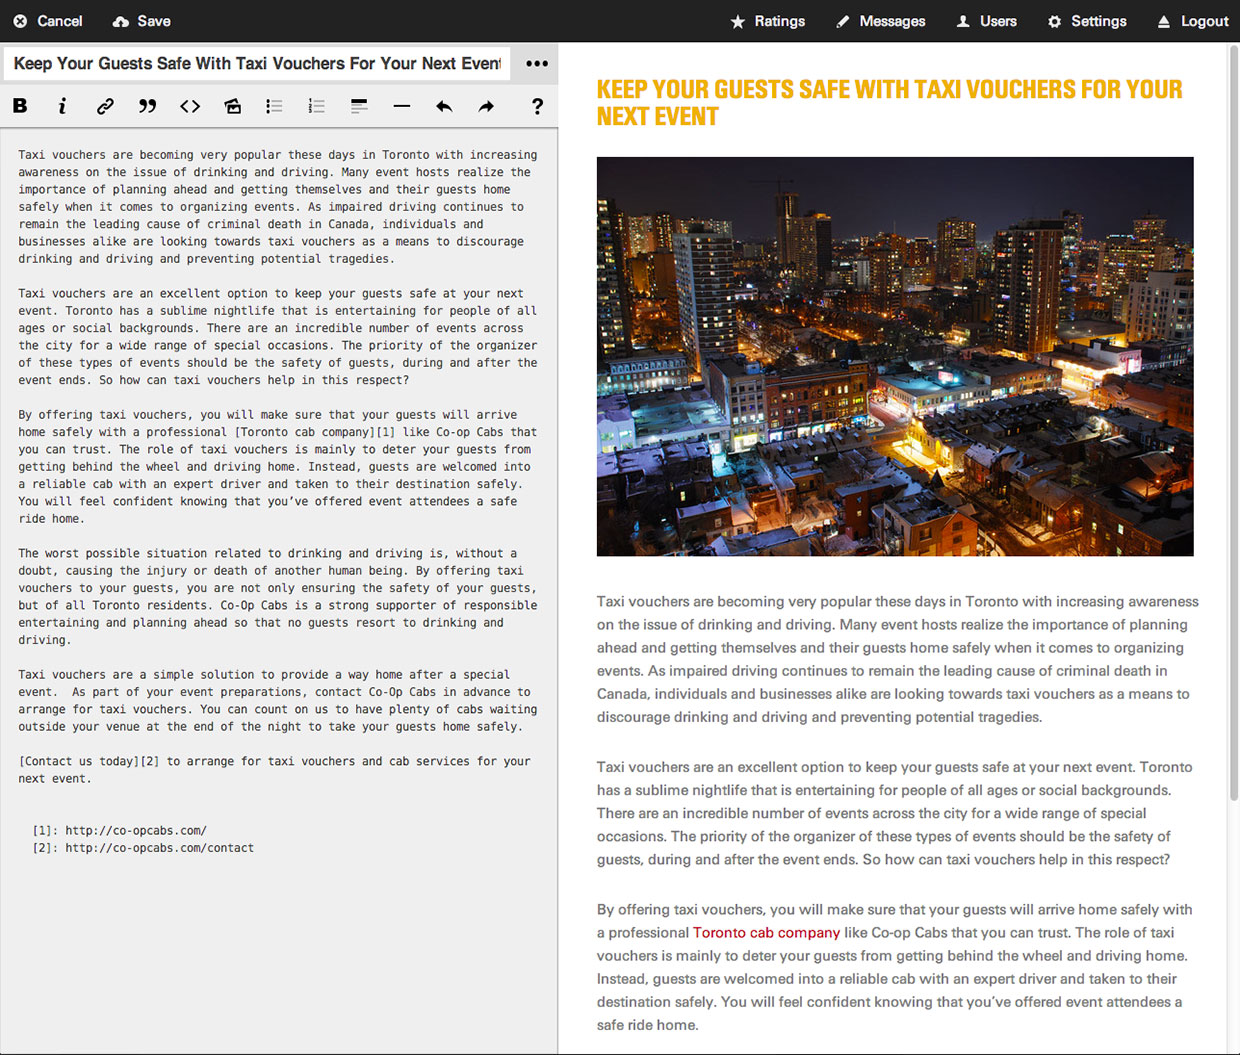 Cancel Save Ratings Messages Users Settings Logout
Keep Your Guests Safe With Taxi Vouchers For Your Next Event
B i ?
Taxi vouchers are becoming very popular these days in Toronto with increasing
awareness on the issue of drinking and driving. Many event hosts realize the
importance of planning ahead and getting themselves and their guests home
safely when it comes to organizing events. As impaired driving continues to
remain the leading cause of criminal death in Canada, individuals and
businesses alike are looking towards taxi vouchers as a means to discourage
drinking and driving and preventing potential tragedies.
Taxi vouchers are an excellent option to keep your guests safe at your next
event. Toronto has a sublime nightlife that is entertaining for people of all
ages or social backgrounds. There are an incredible number of events across
the city for a wide range of special occasions. The priority of the organizer
of these types of events should be the safety of guests, during and after the
event ends. So how can taxi vouchers help in this respect?
By offering taxi vouchers, you will make sure that your guests will arrive
home safely with a professional [Toronto cab company][1] like Co-op Cabs that
you can trust. The role of taxi vouchers is mainly to deter your guests from
getting behind the wheel and driving home. Instead, guests are welcomed into
a reliable cab with an expert driver and taken to their destination safely.
You will feel confident knowing that you’ve offered event attendees a safe
ride home.
The worst possible situation related to drinking and driving is, without a
doubt, causing the injury or death of another human being. By offering taxi
vouchers to your guests, you are not only ensuring the safety of your guests,
but of all Toronto residents. Co-Op Cabs is a strong supporter of responsible
entertaining and planning ahead so that no guests resort to drinking and
driving.
Taxi vouchers are a simple solution to provide a way home after a special
event.  As part of your event preparations, contact Co-Op Cabs in advance to
arrange for taxi vouchers. You can count on us to have plenty of cabs waiting
outside your venue at the end of the night to take your guests home safely.
[Contact us today][2] to arrange for taxi vouchers and cab services for your
next event.
[1]: http://co-opcabs.com/
[2]: http://co-opcabs.com/contact
KEEP YOUR GUESTS SAFE WITH TAXI VOUCHERS FOR YOUR
NEXT EVENT
Taxi vouchers are becoming very popular these days in Toronto with increasing awareness
on the issue of drinking and driving. Many event hosts realize the importance of planning
ahead and getting themselves and their guests home safely when it comes to organizing
events. As impaired driving continues to remain the leading cause of criminal death in
Canada, individuals and businesses alike are looking towards taxi vouchers as a means to
discourage drinking and driving and preventing potential tragedies.
Taxi vouchers are an excellent option to keep your guests safe at your next event. Toronto
has a sublime nightlife that is entertaining for people of all ages or social backgrounds.
There are an incredible number of events across the city for a wide range of special
occasions. The priority of the organizer of these types of events should be the safety of
guests, during and after the event ends. So how can taxi vouchers help in this respect?
By offering taxi vouchers, you will make sure that your guests will arrive home safely with
a professional Toronto cab company like Co-op Cabs that you can trust. The role of taxi
vouchers is mainly to deter your guests from getting behind the wheel and driving home.
Instead, guests are welcomed into a reliable cab with an expert driver and taken to their
destination safely. You will feel confident knowing that you’ve offered event attendees a
safe ride home.